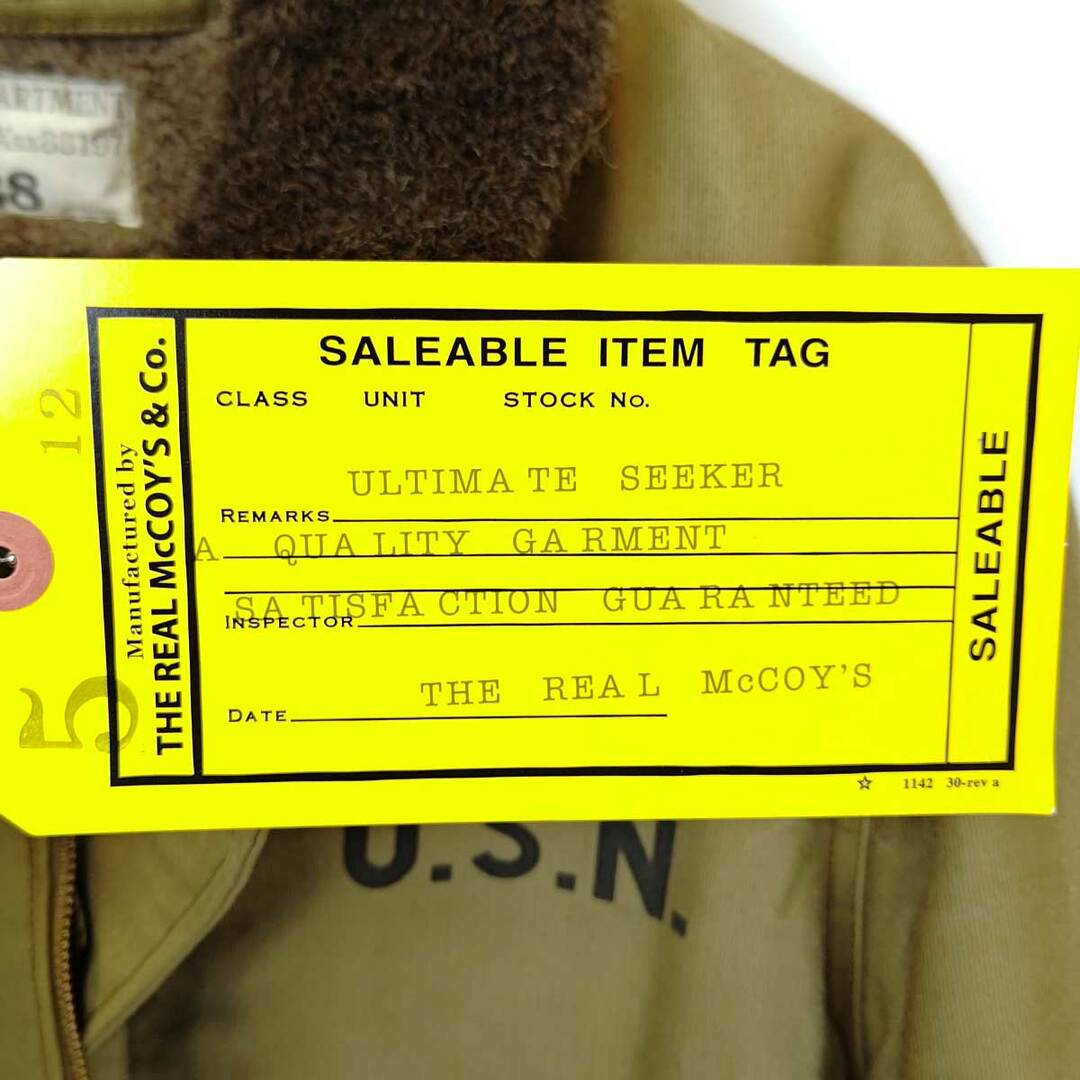 ARTMENT
12
5
Manufactured by
THE REAL McCOY'S & Co.
SALEABLE ITEM TAG
CLASS UNIT STOCK No.
ULTIMATE SEEKER
REMARKS
A QUALITY GARMENT
SATISFACTION GUARANTEED
INSPECTOR
THE REAL McCOY'S
DATE
SALEABLE
☆ 1142 30-rev a
U.S.N.